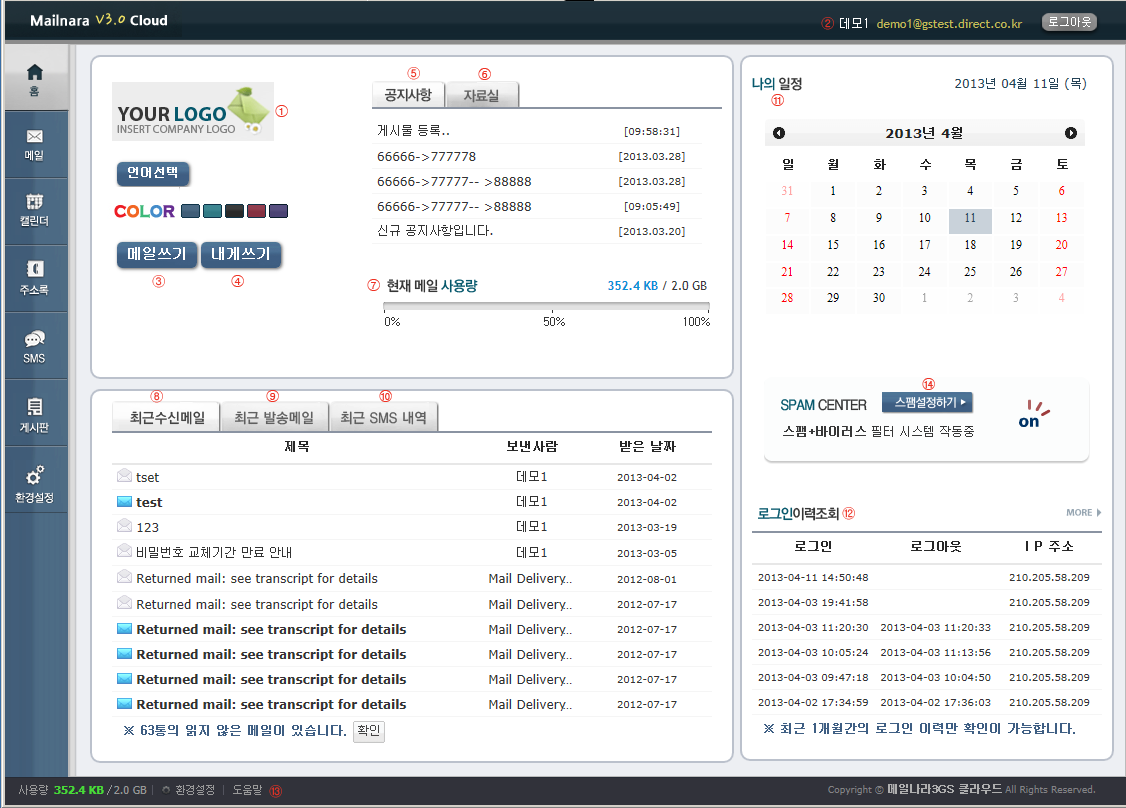 Mailnara V3.0 Cloud
② 데모1 demo1@gstest.direct.co.kr 로그아웃
홈
메일
캘린더
주소록
SMS
게시판
환경설정
YOUR LOGO ①
INSERT COMPANY LOGO
언어선택
COLOR
메일쓰기 내게쓰기
③ ④
⑤ ⑥
공지사항 자료실
게시물 등록.. [09:58:31]
66666->777778 [2013.03.28]
66666->77777-- >88888 [2013.03.28]
66666->77777-- >88888 [09:05:49]
신규 공지사항입니다. [2013.03.20]
⑦ 현재 메일 사용량 352.4 KB / 2.0 GB
0% 50% 100%
나의 일정 2013년 04월 11일 (목)
⑪
2013년 4월
일 월 화 수 목 금 토
31 1 2 3 4 5 6
7 8 9 10 11 12 13
14 15 16 17 18 19 20
21 22 23 24 25 26 27
28 29 30 1 2 3 4
⑧ ⑨ ⑩
최근수신메일 최근 발송메일 최근 SMS 내역
제목 보낸사람 받은 날짜
tset 데모1 2013-04-02
test 데모1 2013-04-02
123 데모1 2013-03-19
비밀번호 교체기간 만료 안내 데모1 2013-03-05
Returned mail: see transcript for details Mail Delivery.. 2012-08-01
Returned mail: see transcript for details Mail Delivery.. 2012-07-17
Returned mail: see transcript for details Mail Delivery.. 2012-07-17
Returned mail: see transcript for details Mail Delivery.. 2012-07-17
Returned mail: see transcript for details Mail Delivery.. 2012-07-17
Returned mail: see transcript for details Mail Delivery.. 2012-07-17
※ 63통의 읽지 않은 메일이 있습니다. 확인
⑭
SPAM CENTER 스팸설정하기
스팸+바이러스 필터 시스템 작동중
on
로그인이력조회 ⑫ MORE
로그인 로그아웃 I P 주소
2013-04-11 14:50:48 210.205.58.209
2013-04-03 19:41:58 210.205.58.209
2013-04-03 11:20:30 2013-04-03 11:20:33 210.205.58.209
2013-04-03 10:05:24 2013-04-03 11:13:56 210.205.58.209
2013-04-03 09:47:18 2013-04-03 10:04:50 210.205.58.209
2013-04-02 17:34:59 2013-04-02 17:36:03 210.205.58.209
※ 최근 1개월간의 로그인 이력만 확인이 가능합니다.
사용량 352.4 KB / 2.0 GB | 환경설정 | 도움말 ⑬
Copyright © 메일나라3GS 클라우드 All Rights Reserved.